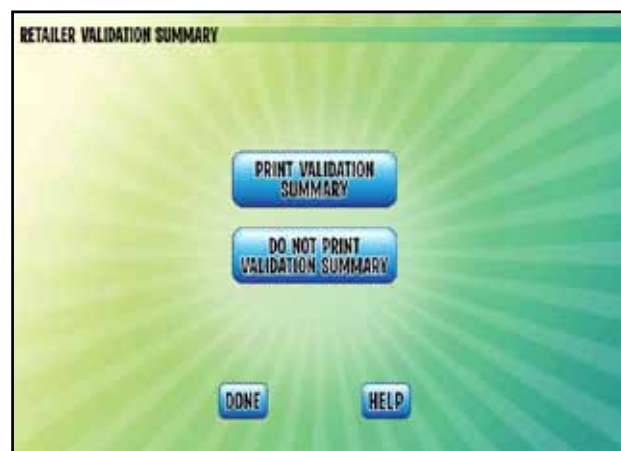 RETAILER VALIDATION SUMMARY
PRINT VALIDATION
SUMMARY
DO NOT PRINT
VALIDATION SUMMARY
DONE
HELP